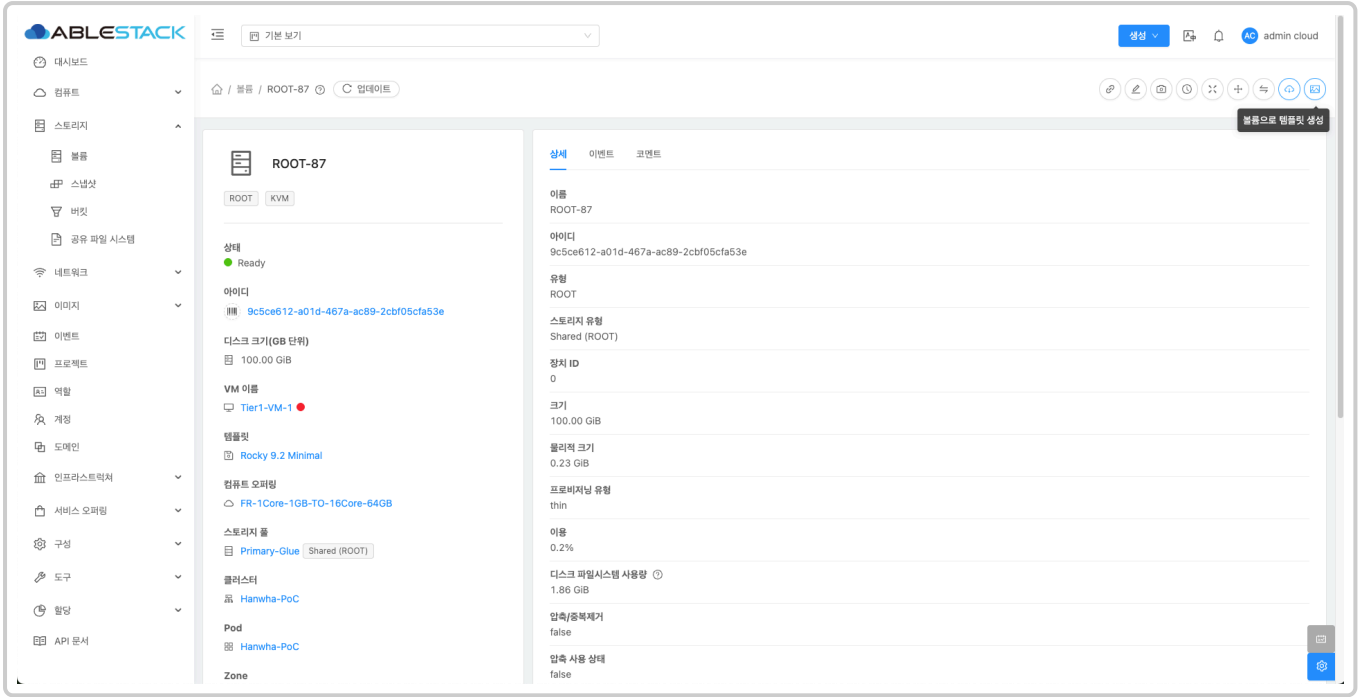 ABLESTACK
기본 보기
생성
AC admin cloud
대시보드
컴퓨트
스토리지
볼륨
스냅샷
버킷
공유 파일 시스템
네트워크
이미지
이벤트
프로젝트
역할
계정
도메인
인프라스트럭쳐
서비스 오퍼링
구성
도구
할당
API 문서
/ 볼륨 / ROOT-87 업데이트
볼륨으로 템플릿 생성
ROOT-87
ROOT KVM
상태
Ready
아이디
9c5ce612-a01d-467a-ac89-2cbf05cfa53e
디스크 크기(GB 단위)
100.00 GiB
VM 이름
Tier1-VM-1
템플릿
Rocky 9.2 Minimal
컴퓨트 오퍼링
FR-1Core-1GB-TO-16Core-64GB
스토리지 풀
Primary-Glue Shared (ROOT)
클러스터
Hanwha-PoC
Pod
Hanwha-PoC
Zone
상세 이벤트 코멘트
이름
ROOT-87
아이디
9c5ce612-a01d-467a-ac89-2cbf05cfa53e
유형
ROOT
스토리지 유형
Shared (ROOT)
장치 ID
0
크기
100.00 GiB
물리적 크기
0.23 GiB
프로비저닝 유형
thin
이용
0.2%
디스크 파일시스템 사용량
1.86 GiB
압축/중복제거
false
압축 사용 상태
false